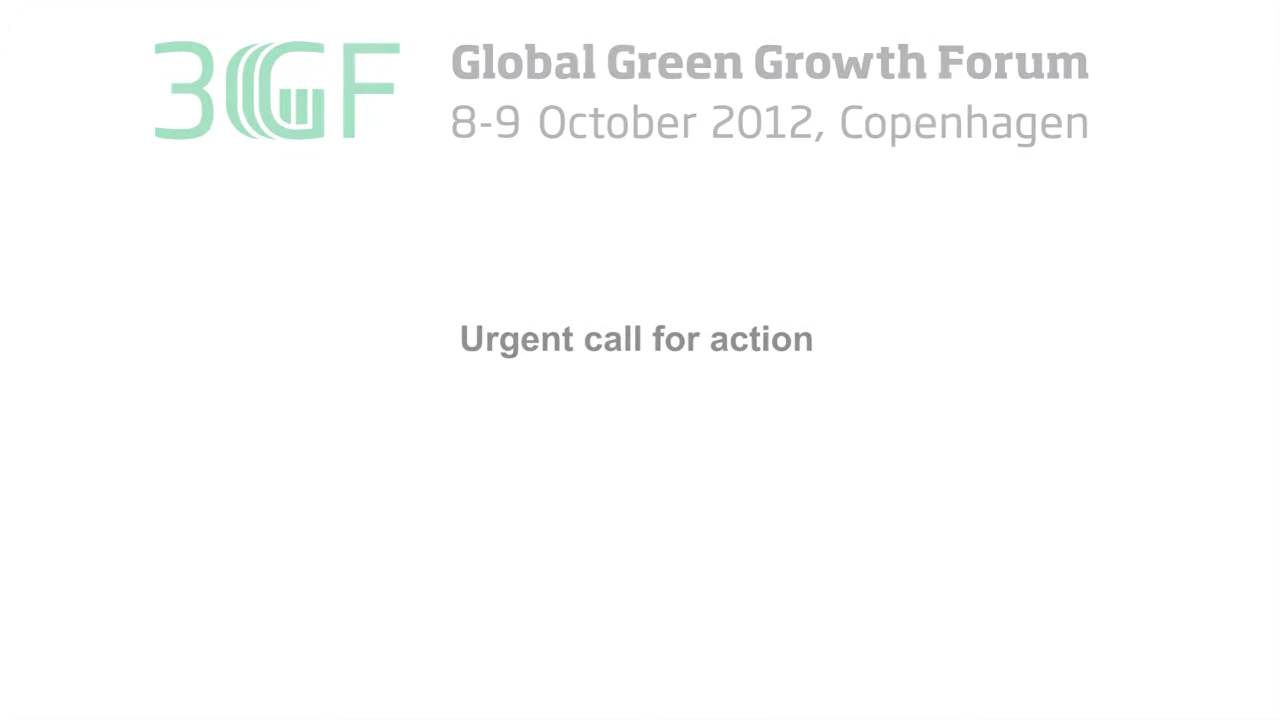 3GF
Global Green Growth Forum
8-9 October 2012, Copenhagen
Urgent call for action